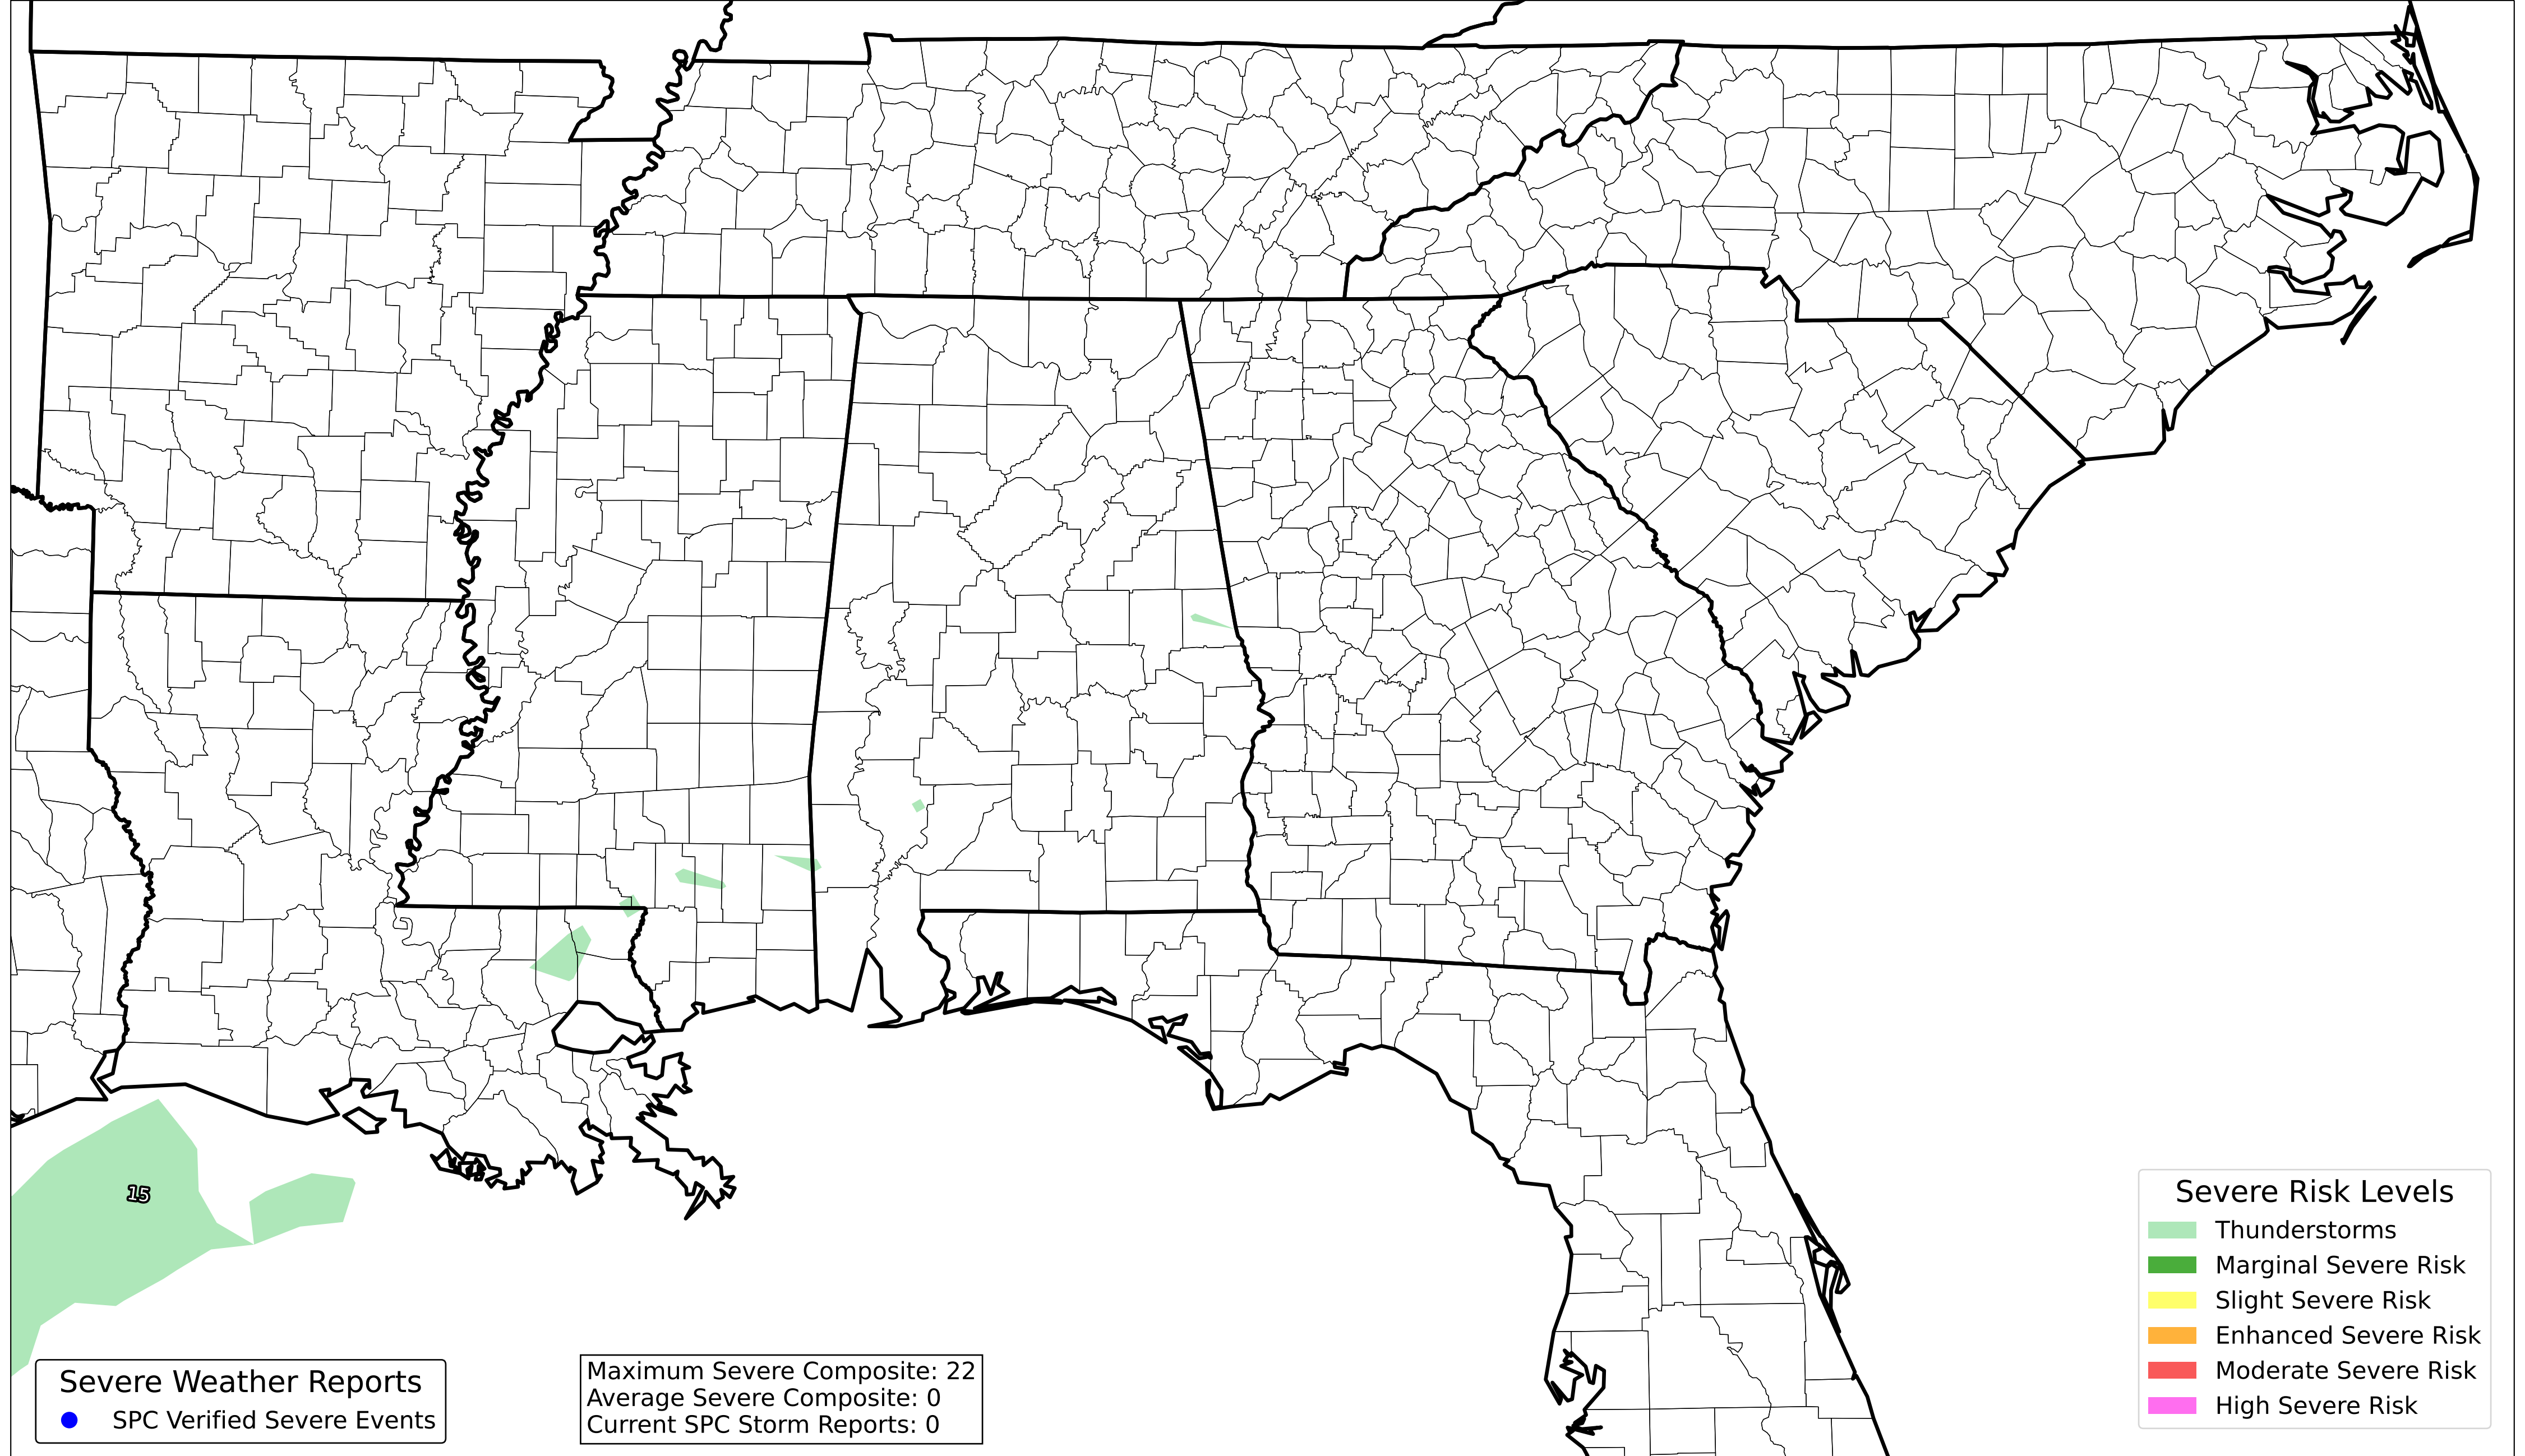 15
Severe Risk Levels
Thunderstorms
Marginal Severe Risk
Slight Severe Risk
Enhanced Severe Risk
Moderate Severe Risk
High Severe Risk
Severe Weather Reports
SPC Verified Severe Events
Maximum Severe Composite: 22
Average Severe Composite: 0
Current SPC Storm Reports: 0